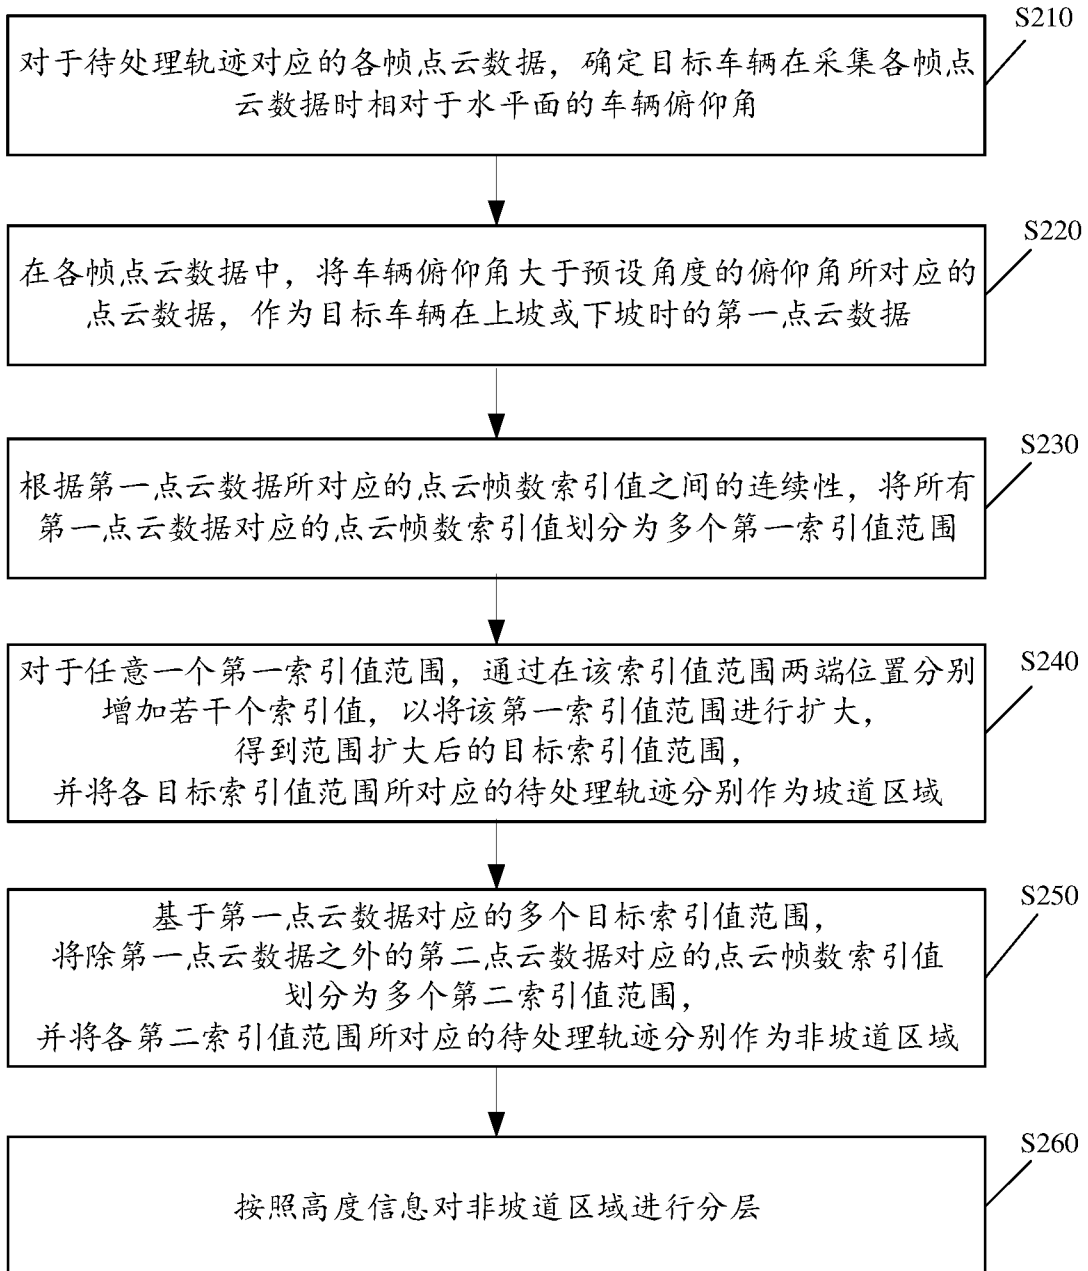 S210
对于待处理轨迹对应的各帧点云数据，确定目标车辆在采集各帧点
云数据时相对于水平面的车辆俯仰角
S220
在各帧点云数据中，将车辆俯仰角大于预设角度的俯仰角所对应的
点云数据，作为目标车辆在上坡或下坡时的第一点云数据
S230
根据第一点云数据所对应的点云帧数索引值之间的连续性，将所有
第一点云数据对应的点云帧数索引值划分为多个第一索引值范围
S240
对于任意一个第一索引值范围，通过在该索引值范围两端位置分别
增加若干个索引值，以将该第一索引值范围进行扩大，
得到范围扩大后的目标索引值范围，
并将各目标索引值范围所对应的待处理轨迹分别作为坡道区域
S250
基于第一点云数据对应的多个目标索引值范围，
将除第一点云数据之外的第二点云数据对应的点云帧数索引值
划分为多个第二索引值范围，
并将各第二索引值范围所对应的待处理轨迹分别作为非坡道区域
S260
按照高度信息对非坡道区域进行分层